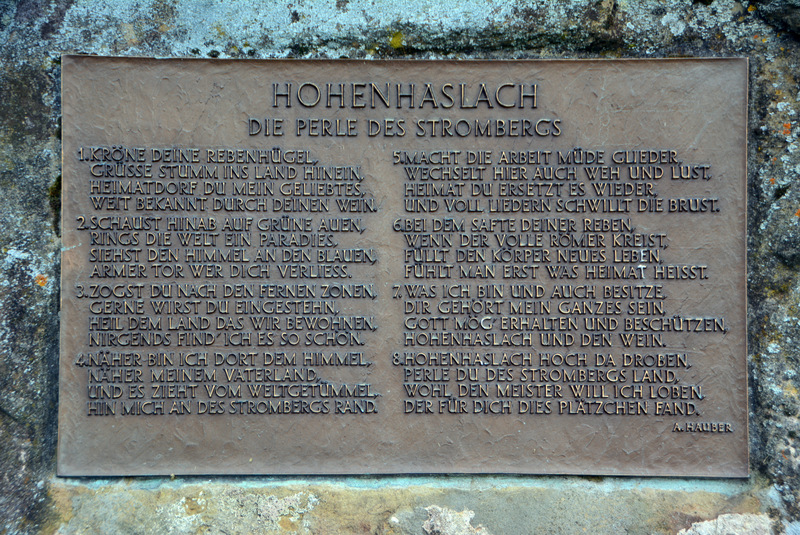 HOHENHASLACH
DIE PERLE DES STROMBERGS
1. KRÖNE DEINE REBENHÜGEL,
GRÜSSE STUMM INS LAND HINEIN,
HEIMATDORF DU MEIN GELIEBTES,
WEIT BEKANNT DURCH DEINEN WEIN.
2. SCHAUST HINAB AUF GRÜNE AUEN,
RINGS DIE WELT EIN PARADIES,
SIEHST DEN HIMMEL AN DEN BLAUEN,
ARMER TOR WER DICH VERLIESS.
3. ZOGST DU NACH DEN FERNEN ZONEN,
GERNE WIRST DU EINGESTEHN,
HEIL DEM LAND DAS WIR BEWOHNEN,
NIRGENDS FIND' ICH ES SO SCHÖN.
4. NÄHER BIN ICH DORT DEM HIMMEL,
NÄHER MEINEM VATERLAND,
UND ES ZIEHT VOM WELTGETÜMMEL,
HIN MICH AN DES STROMBERGS RAND.
5. MACHT DIE ARBEIT MÜDE GLIEDER,
WECHSELT HIER AUCH WEH UND LUST,
HEIMAT DU ERSETZT ES WIEDER,
UND VOLL LIEDERN SCHWILLT DIE BRUST.
6. BEI DEM SAFTE DEINER REBEN,
WENN DER VOLLE RÖMER KREIST,
FÜLLT DEN KÖRPER NEUES LEBEN,
FÜHLT MAN ERST WAS HEIMAT HEISST.
7. WAS ICH BIN UND AUCH BESITZE,
DIR GEHÖRT MEIN GANZES SEIN,
GOTT MÖG' ERHALTEN UND BESCHÜTZEN,
HOHENHASLACH UND DEN WEIN.
8. HOHENHASLACH HOCH DA DROBEN,
PERLE DU DES STROMBERGS LAND,
WOHL DEN MEISTER WILL ICH LOBEN,
DER FÜR DICH DIES PLÄTZCHEN FAND.
A. HAUBER